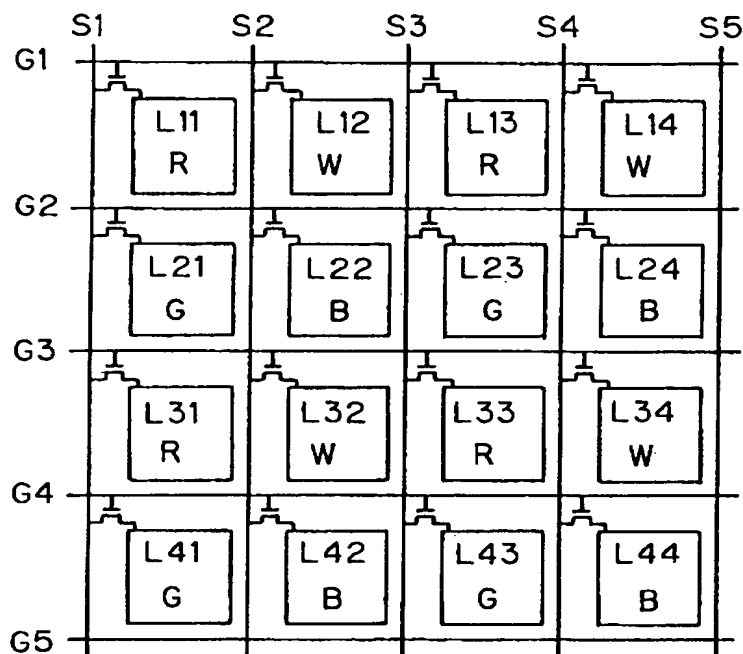 S1 S2 S3 S4 S5
G1
L11 L12 L13 L14
R W R W
G2
L21 L22 L23 L24
G B G B
G3
L31 L32 L33 L34
R W R W
G4
L41 L42 L43 L44
G B G B
G5